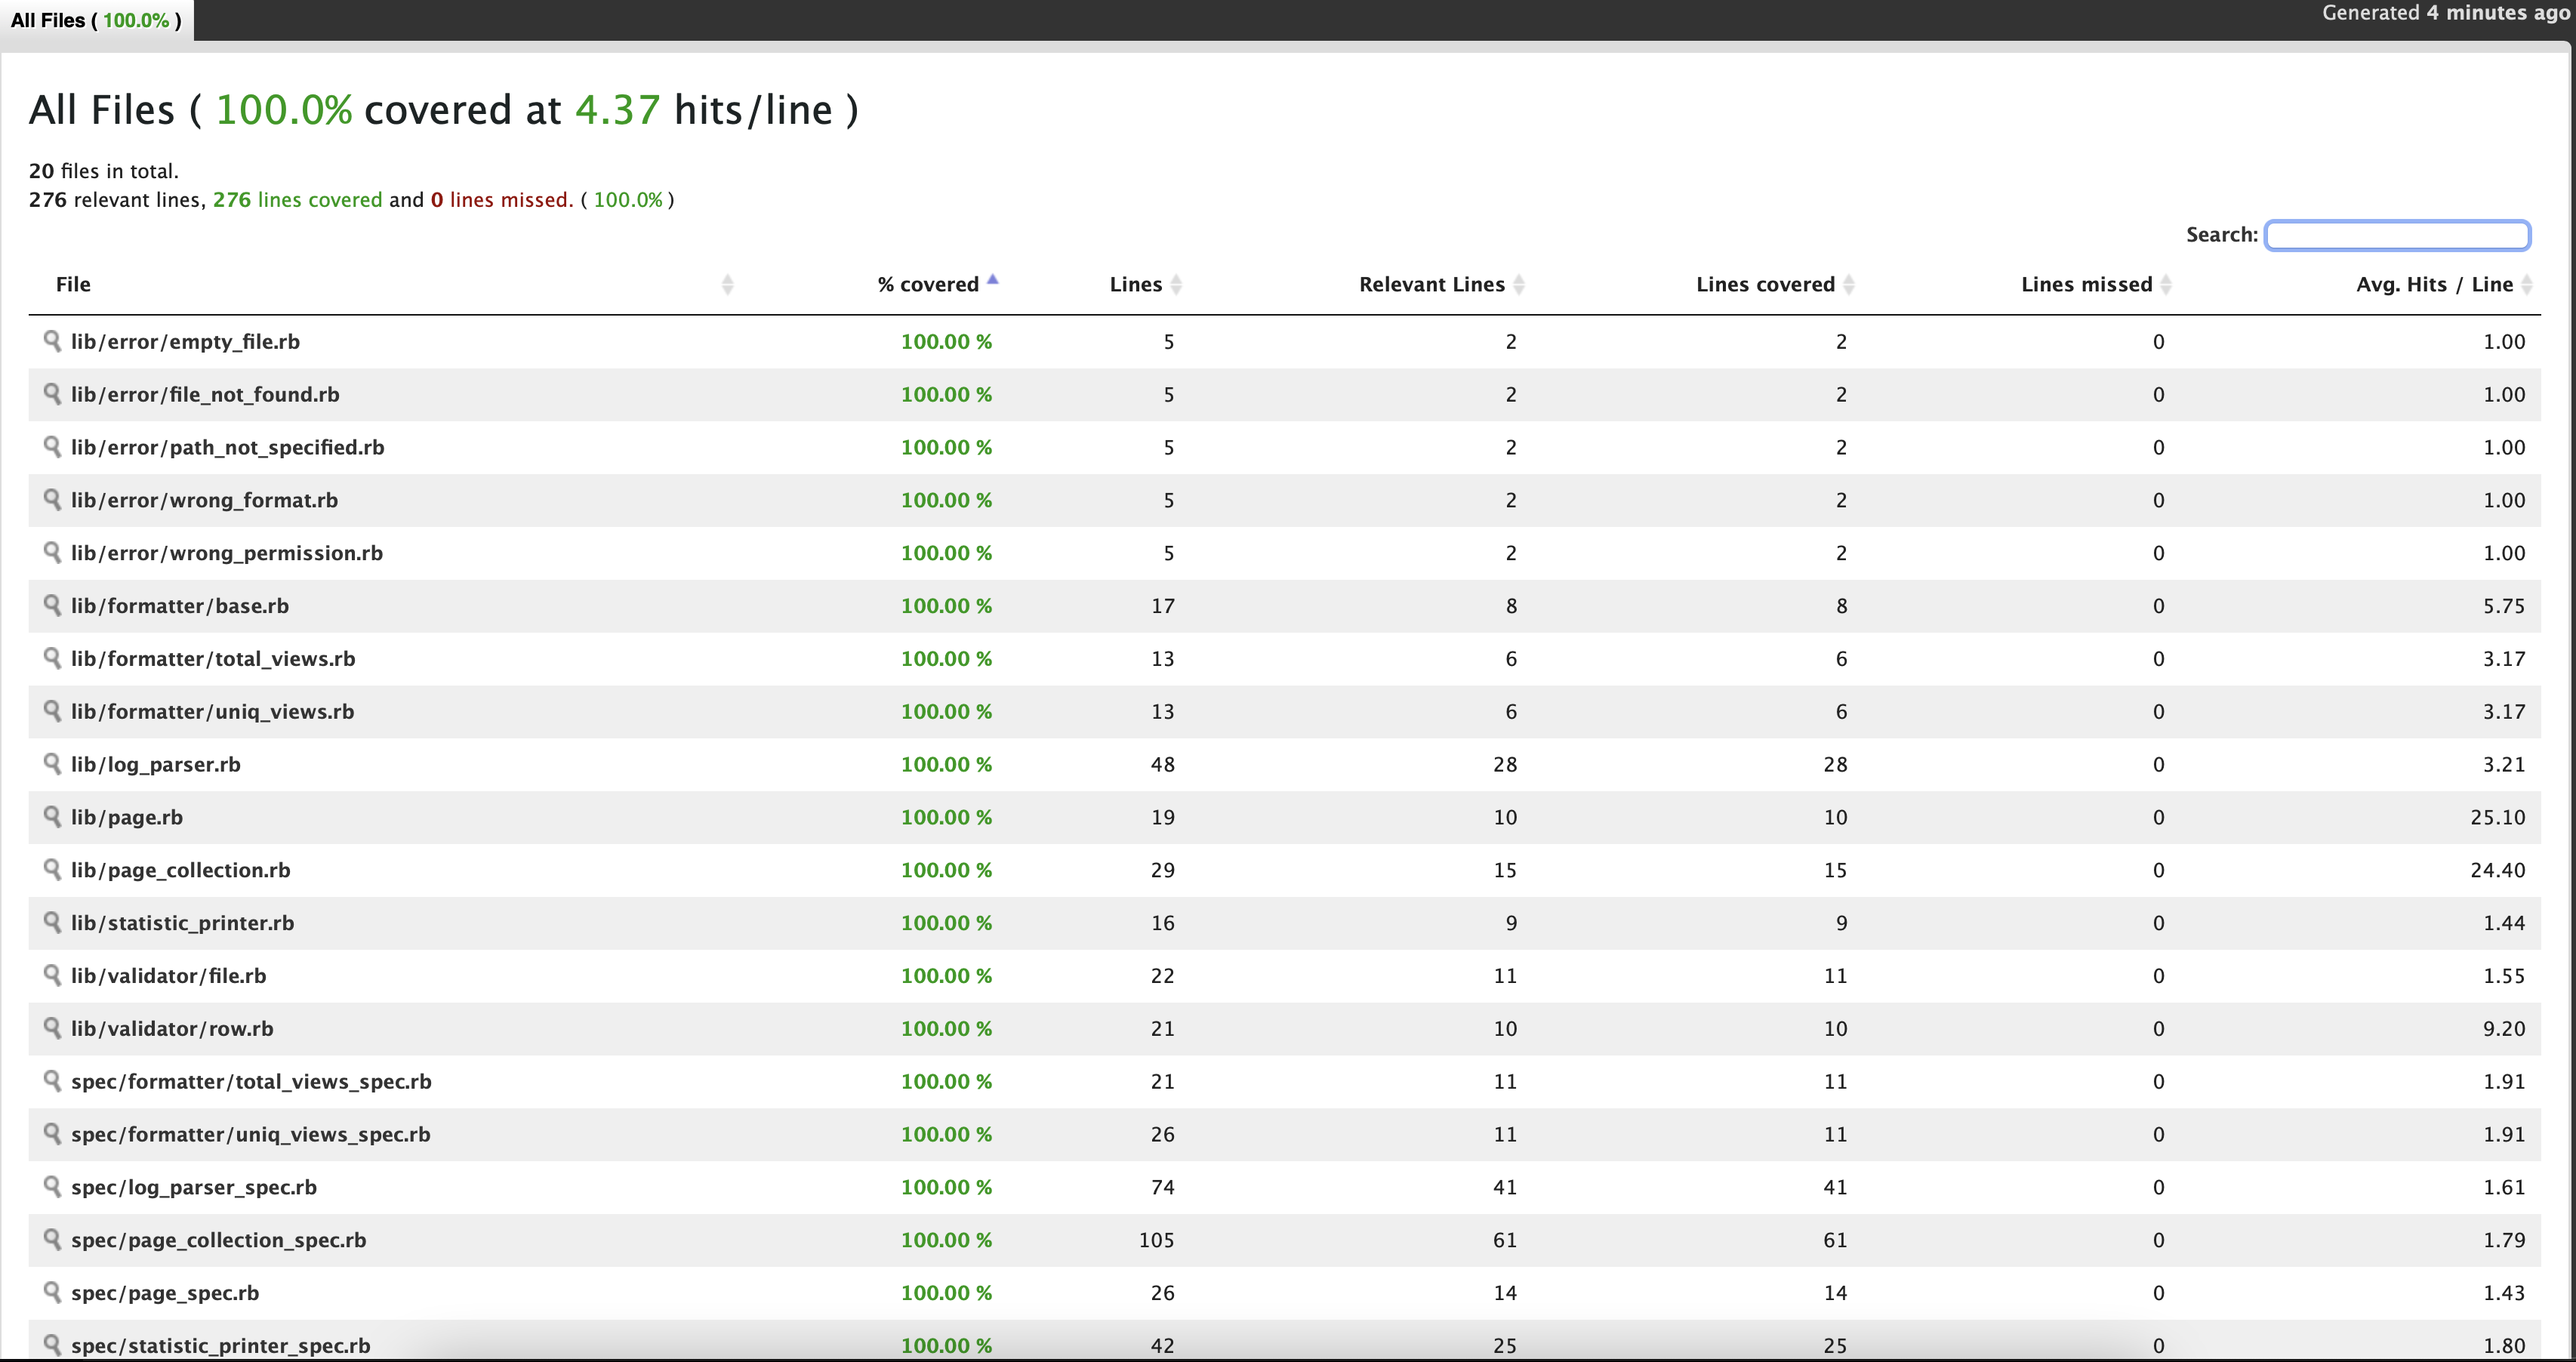 All Files ( 100.0% )
Generated 4 minutes ago
All Files ( 100.0% covered at 4.37 hits/line )
20 files in total.
276 relevant lines, 276 lines covered and 0 lines missed. ( 100.0% )
Search:
File % covered Lines Relevant Lines Lines covered Lines missed Avg. Hits / Line
lib/error/empty_file.rb 100.00 % 5 2 2 0 1.00
lib/error/file_not_found.rb 100.00 % 5 2 2 0 1.00
lib/error/path_not_specified.rb 100.00 % 5 2 2 0 1.00
lib/error/wrong_format.rb 100.00 % 5 2 2 0 1.00
lib/error/wrong_permission.rb 100.00 % 5 2 2 0 1.00
lib/formatter/base.rb 100.00 % 17 8 8 0 5.75
lib/formatter/total_views.rb 100.00 % 13 6 6 0 3.17
lib/formatter/uniq_views.rb 100.00 % 13 6 6 0 3.17
lib/log_parser.rb 100.00 % 48 28 28 0 3.21
lib/page.rb 100.00 % 19 10 10 0 25.10
lib/page_collection.rb 100.00 % 29 15 15 0 24.40
lib/statistic_printer.rb 100.00 % 16 9 9 0 1.44
lib/validator/file.rb 100.00 % 22 11 11 0 1.55
lib/validator/row.rb 100.00 % 21 10 10 0 9.20
spec/formatter/total_views_spec.rb 100.00 % 21 11 11 0 1.91
spec/formatter/uniq_views_spec.rb 100.00 % 26 11 11 0 1.91
spec/log_parser_spec.rb 100.00 % 74 41 41 0 1.61
spec/page_collection_spec.rb 100.00 % 105 61 61 0 1.79
spec/page_spec.rb 100.00 % 26 14 14 0 1.43
spec/statistic_printer_spec.rb 100.00 % 42 25 25 0 1.80